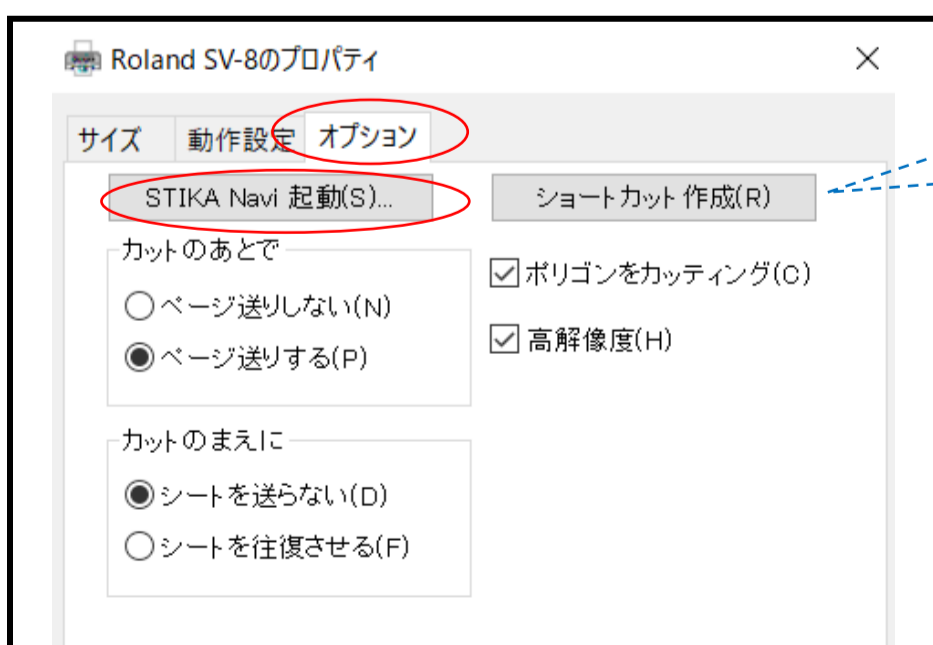 Roland SV-8のプロパティ
サイズ 動作設定 オプション
STIKA Navi 起動(S)... ショートカット作成(R)
カットのあとで
ポリゴンをカッティング(C)
ページ送りしない(N)
高解像度(H)
ページ送りする(P)
カットのまえに
シートを送らない(D)
シートを往復させる(F)